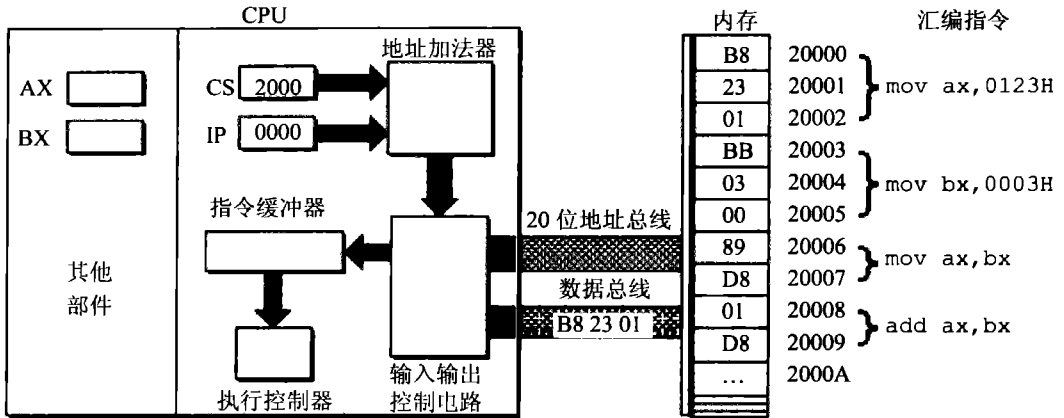 CPU
内存
汇编指令
地址加法器
AX
BX
CS 2000
IP 0000
指令缓冲器
其他
部件
执行控制器
输入输出
控制电路
20 位地址总线
数据总线
B8 23 01
B8 20000
23 20001
01 20002
mov ax,0123H
BB 20003
03 20004
00 20005
mov bx,0003H
89 20006
D8 20007
mov ax,bx
01 20008
D8 20009
add ax,bx
… 2000A